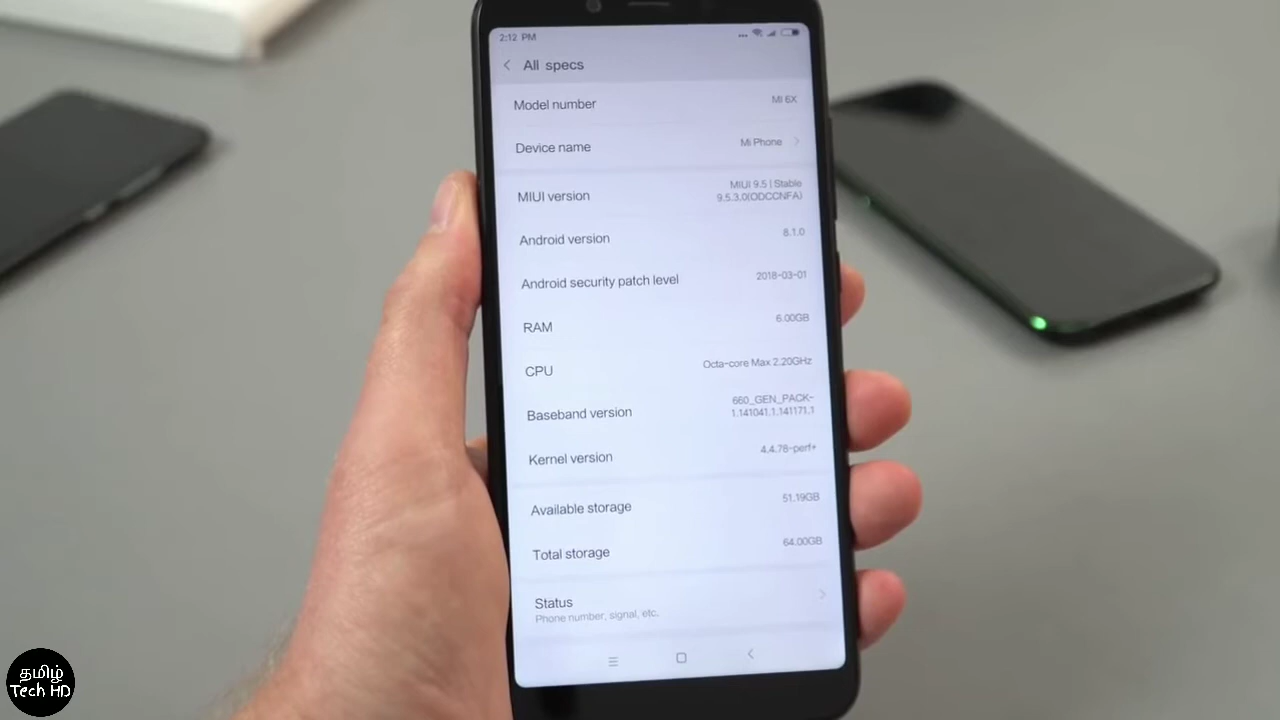 2:12 PM
All specs
Model number
MI 6X
Device name
Mi Phone
MIUI version
MIUI 9.5 | Stable
9.5.3.0(ODCCNFA)
Android version
8.1.0
Android security patch level
2018-03-01
RAM
6.00GB
CPU
Octa-core Max 2.20GHz
Baseband version
660_GEN_PACK-
1.141041.1.141171.1
Kernel version
4.4.78-perf+
Available storage
51.19GB
Total storage
64.00GB
Status
Phone number, signal, etc.
தமிழ்
Tech HD